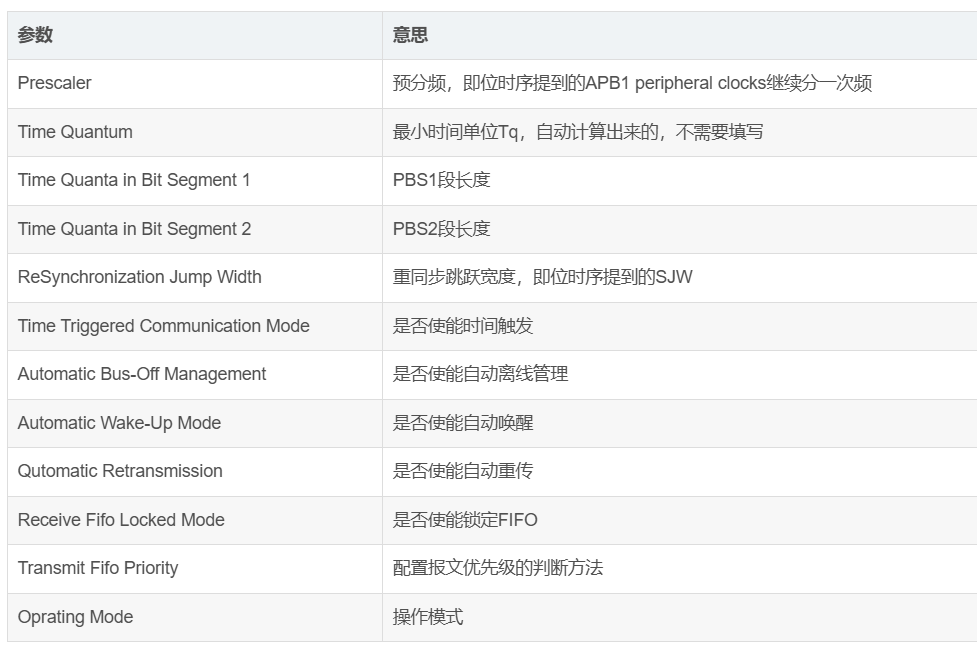 参数 意思
Prescaler 预分频，即位时序提到的APB1 peripheral clocks继续分一次频
Time Quantum 最小时间单位Tq，自动计算出来的，不需要填写
Time Quanta in Bit Segment 1 PBS1段长度
Time Quanta in Bit Segment 2 PBS2段长度
ReSynchronization Jump Width 重同步跳跃宽度，即位时序提到的SJW
Time Triggered Communication Mode 是否使能时间触发
Automatic Bus-Off Management 是否使能自动离线管理
Automatic Wake-Up Mode 是否使能自动唤醒
Qutomatic Retransmission 是否使能自动重传
Receive Fifo Locked Mode 是否使能锁定FIFO
Transmit Fifo Priority 配置报文优先级的判断方法
Oprating Mode 操作模式